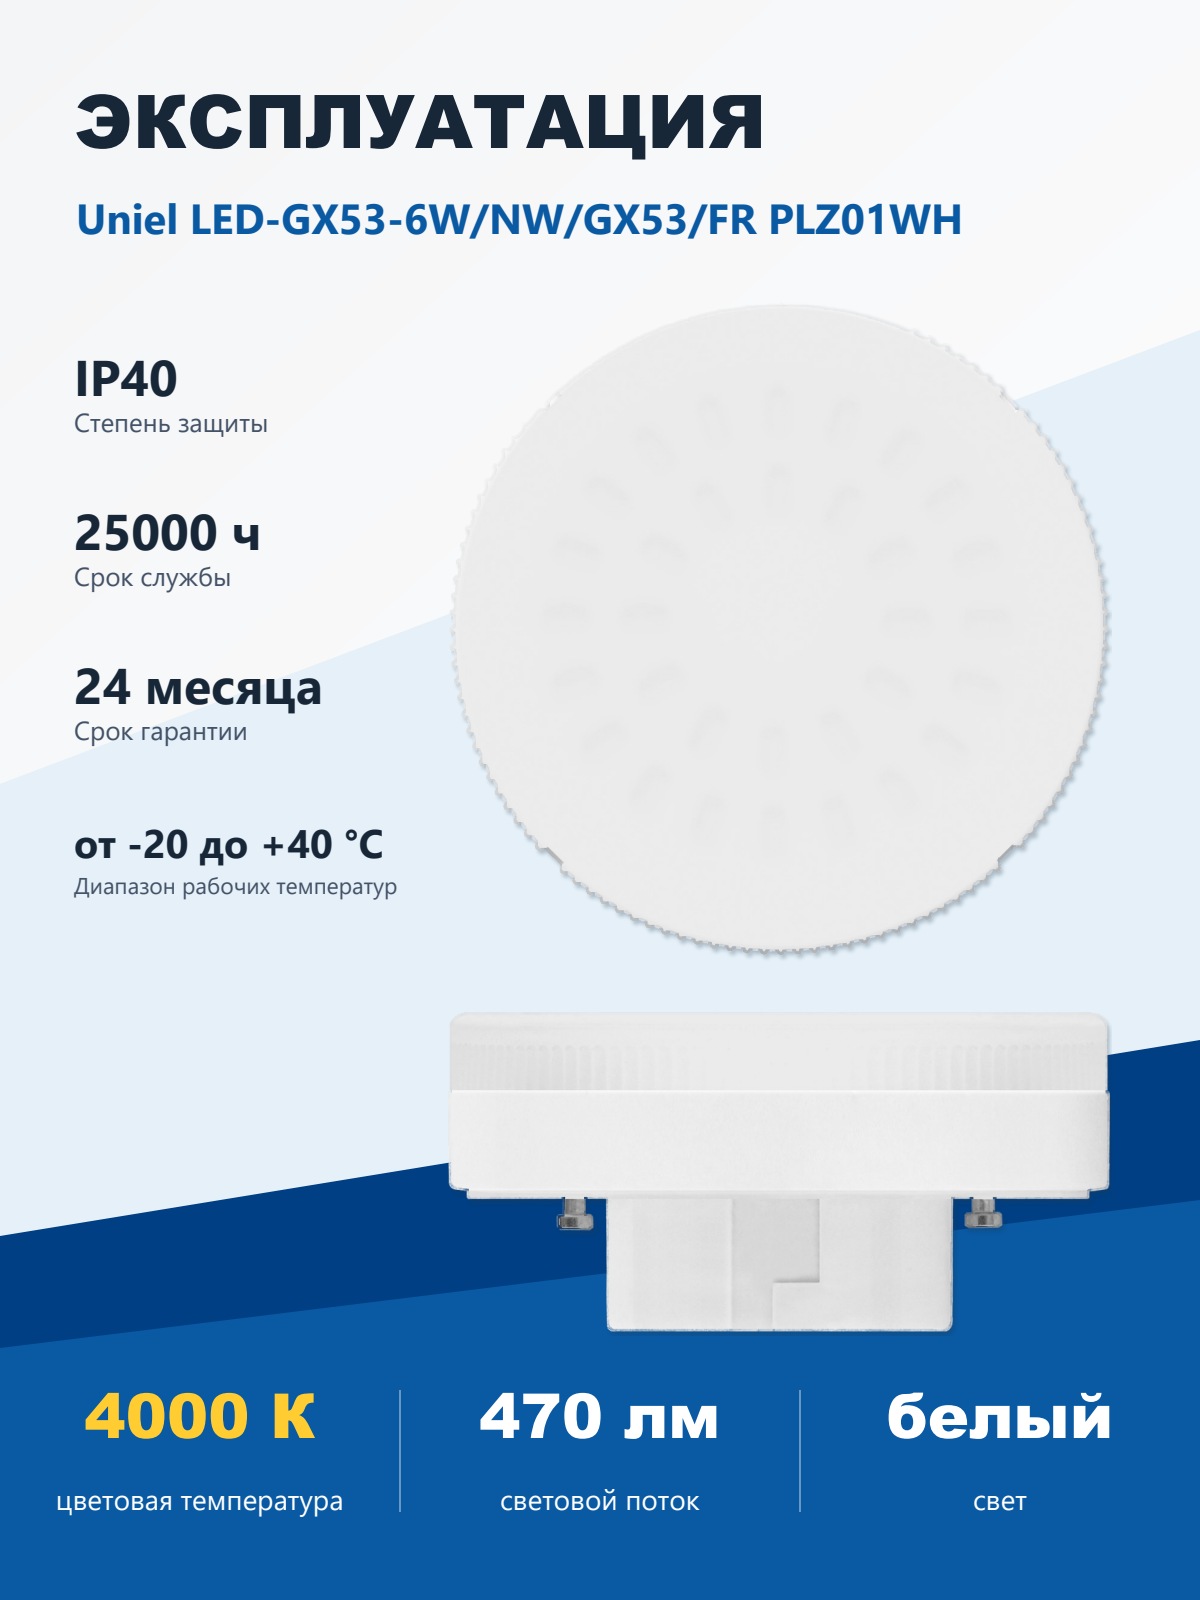 ЭКСПЛУАТАЦИЯ
Uniel LED-GX53-6W/NW/GX53/FR PLZ01WH
IP40
Степень защиты
25000 ч
Срок службы
24 месяца
Срок гарантии
от -20 до +40 °C
Диапазон рабочих температур
4000 К
цветовая температура
470 лм
световой поток
белый
свет